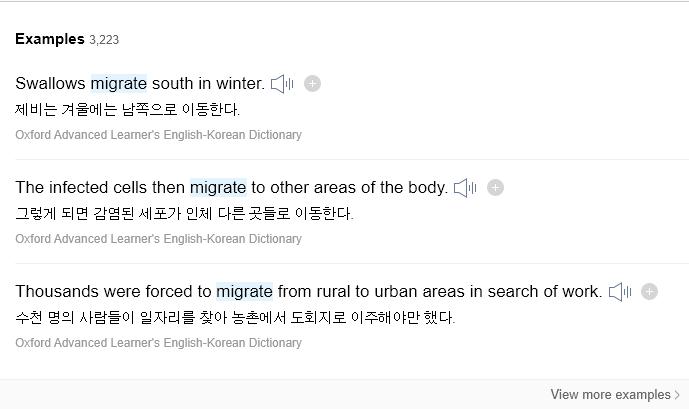 Examples 3,223
Swallows migrate south in winter.
제비는 겨울에는 남쪽으로 이동한다.
Oxford Advanced Learner's English-Korean Dictionary
The infected cells then migrate to other areas of the body.
그렇게 되면 감염된 세포가 인체 다른 곳들로 이동한다.
Oxford Advanced Learner's English-Korean Dictionary
Thousands were forced to migrate from rural to urban areas in search of work.
수천 명의 사람들이 일자리를 찾아 농촌에서 도회지로 이주해야만 했다.
Oxford Advanced Learner's English-Korean Dictionary
View more examples